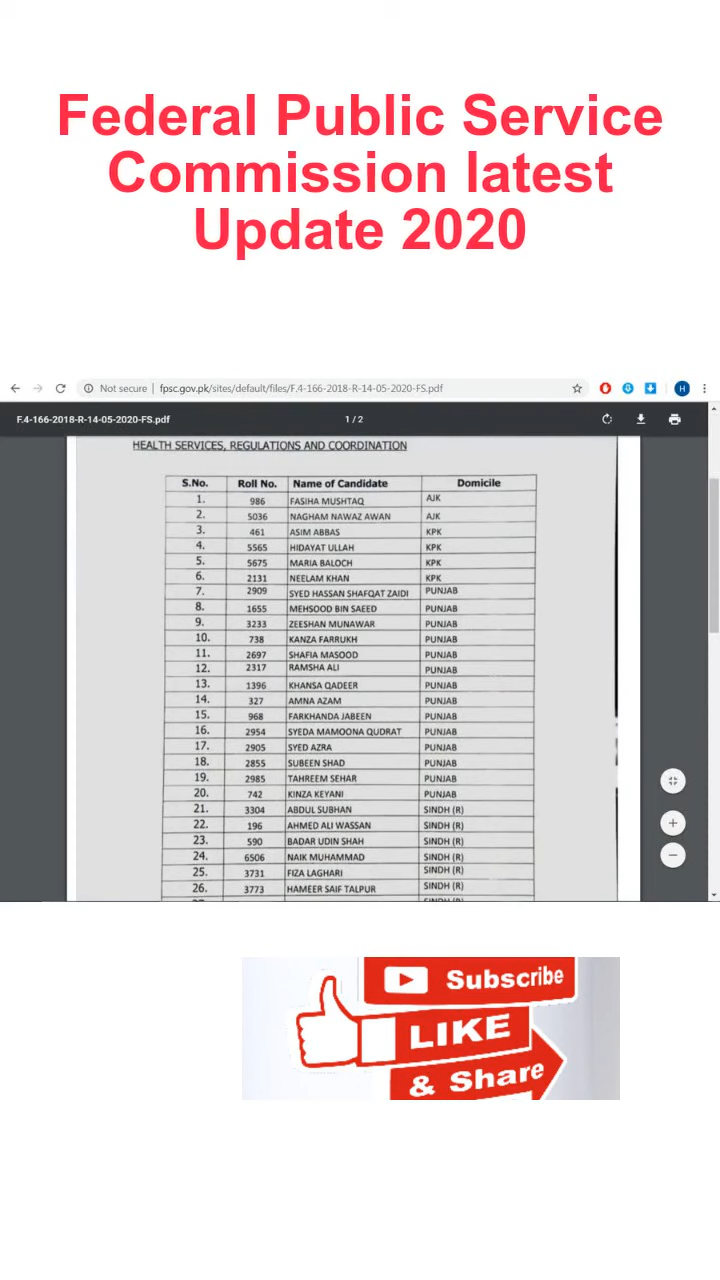 Federal Public Service
Commission latest
Update 2020
Not secure | fpsc.gov.pk/sites/default/files/F.4-166-2018-R-14-05-2020-FS.pdf
H
F.4-166-2018-R-14-05-2020-FS.pdf 1 / 2
HEALTH SERVICES, REGULATIONS AND COORDINATION
S.No. Roll No. Name of Candidate Domicile
1. 986 FASIHA MUSHTAQ AJK
2. 5036 NAGHAM NAWAZ AWAN AJK
3. 461 ASIM ABBAS KPK
4. 5565 HIDAYAT ULLAH KPK
5. 5675 MARIA BALOCH KPK
6. 2131 NEELAM KHAN KPK
7. 2909 SYED HASSAN SHAFQAT ZAIDI PUNJAB
8. 1655 MEHSOOD BIN SAEED PUNJAB
9. 3233 ZEESHAN MUNAWAR PUNJAB
10. 738 KANZA FARRUKH PUNJAB
11. 2697 SHAFIA MASOOD PUNJAB
12. 2317 RAMSHA ALI PUNJAB
13. 1396 KHANSA QADEER PUNJAB
14. 327 AMNA AZAM PUNJAB
15. 968 FARKHANDA JABEEN PUNJAB
16. 2954 SYEDA MAMOONA QUDRAT PUNJAB
17. 2905 SYED AZRA PUNJAB
18. 2855 SUBEEN SHAD PUNJAB
19. 2985 TAHREEM SEHAR PUNJAB
20. 742 KINZA KEYANI PUNJAB
21. 3304 ABDUL SUBHAN SINDH (R)
22. 196 AHMED ALI WASSAN SINDH (R)
23. 590 BADAR UDIN SHAH SINDH (R)
24. 6506 NAIK MUHAMMAD SINDH (R)
25. 3731 FIZA LAGHARI SINDH (R)
26. 3773 HAMEER SAIF TALPUR SINDH (R)
Subscribe
LIKE
& Share